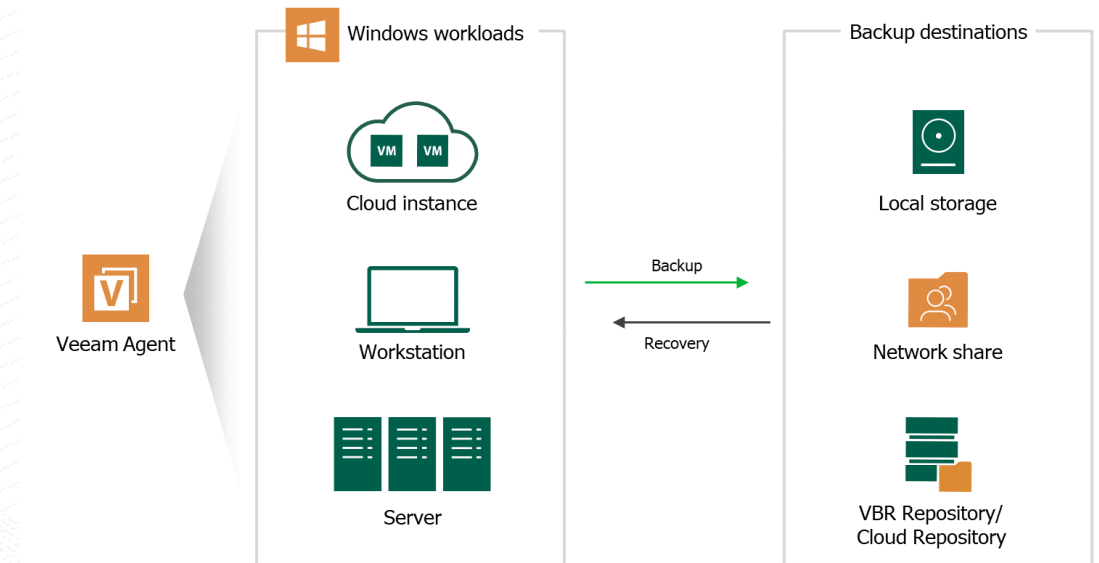 Windows workloads
Backup destinations
VM VM
Cloud instance
Local storage
Backup
V
Veeam Agent
Workstation
Recovery
Network share
Server
VBR Repository/
Cloud Repository